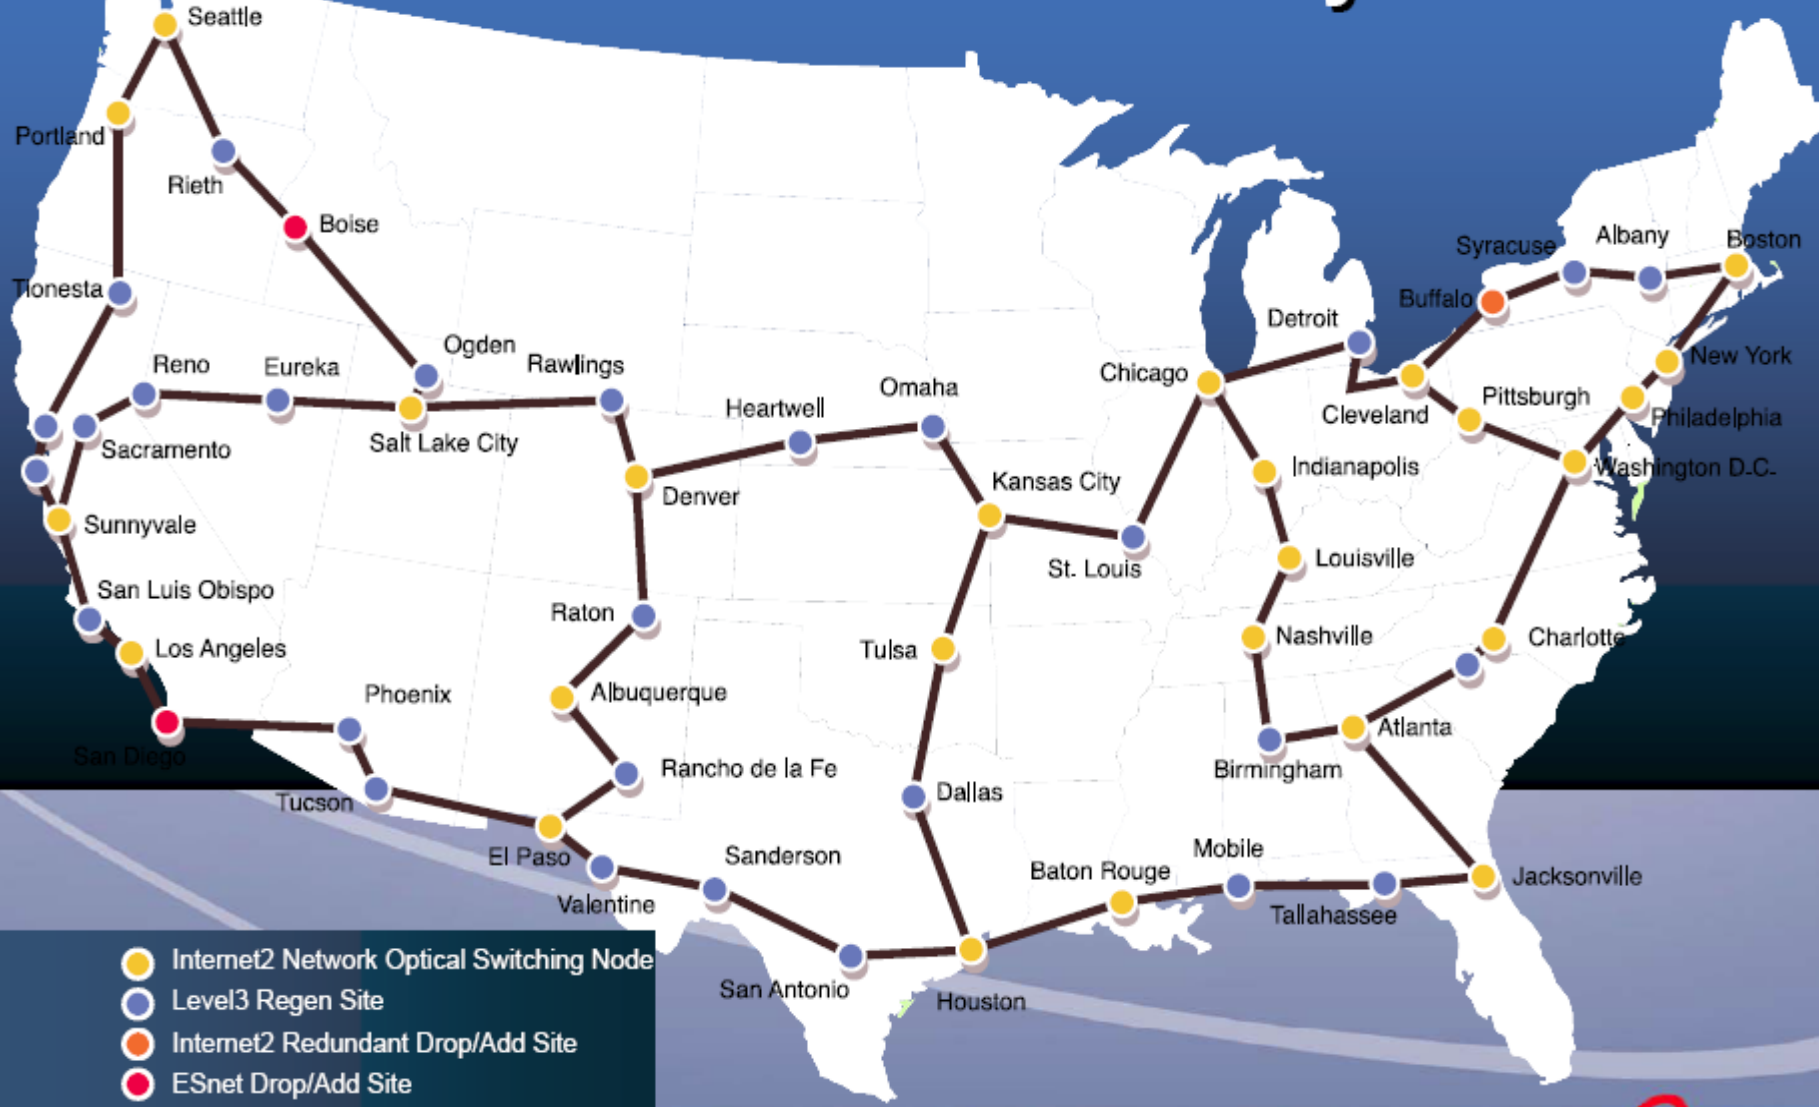 Seattle
Portland
Rieth
Boise
Syracuse
Albany
Boston
Tionesta
Buffalo
Detroit
Ogden
Rawlings
Reno
Eureka
New York
Chicago
Omaha
Heartwell
Pittsburgh
Cleveland
Philadelphia
Sacramento
Salt Lake City
Indianapolis
Washington D-C-
Kansas City
Denver
Sunnyvale
Louisville
St. Louis
San Luis Obispo
Raton
Nashville
Charlotte
Los Angeles
Tulsa
Phoenix
Albuquerque
Atlanta
San Diego
Rancho de la Fe
Birmingham
Dallas
Tucson
Mobile
El Paso
Sanderson
Baton Rouge
Jacksonville
Valentine
Tallahassee
San Antonio
Houston
Internet2 Network Optical Switching Node
Level3 Regen Site
Internet2 Redundant Drop/Add Site
ESnet Drop/Add Site